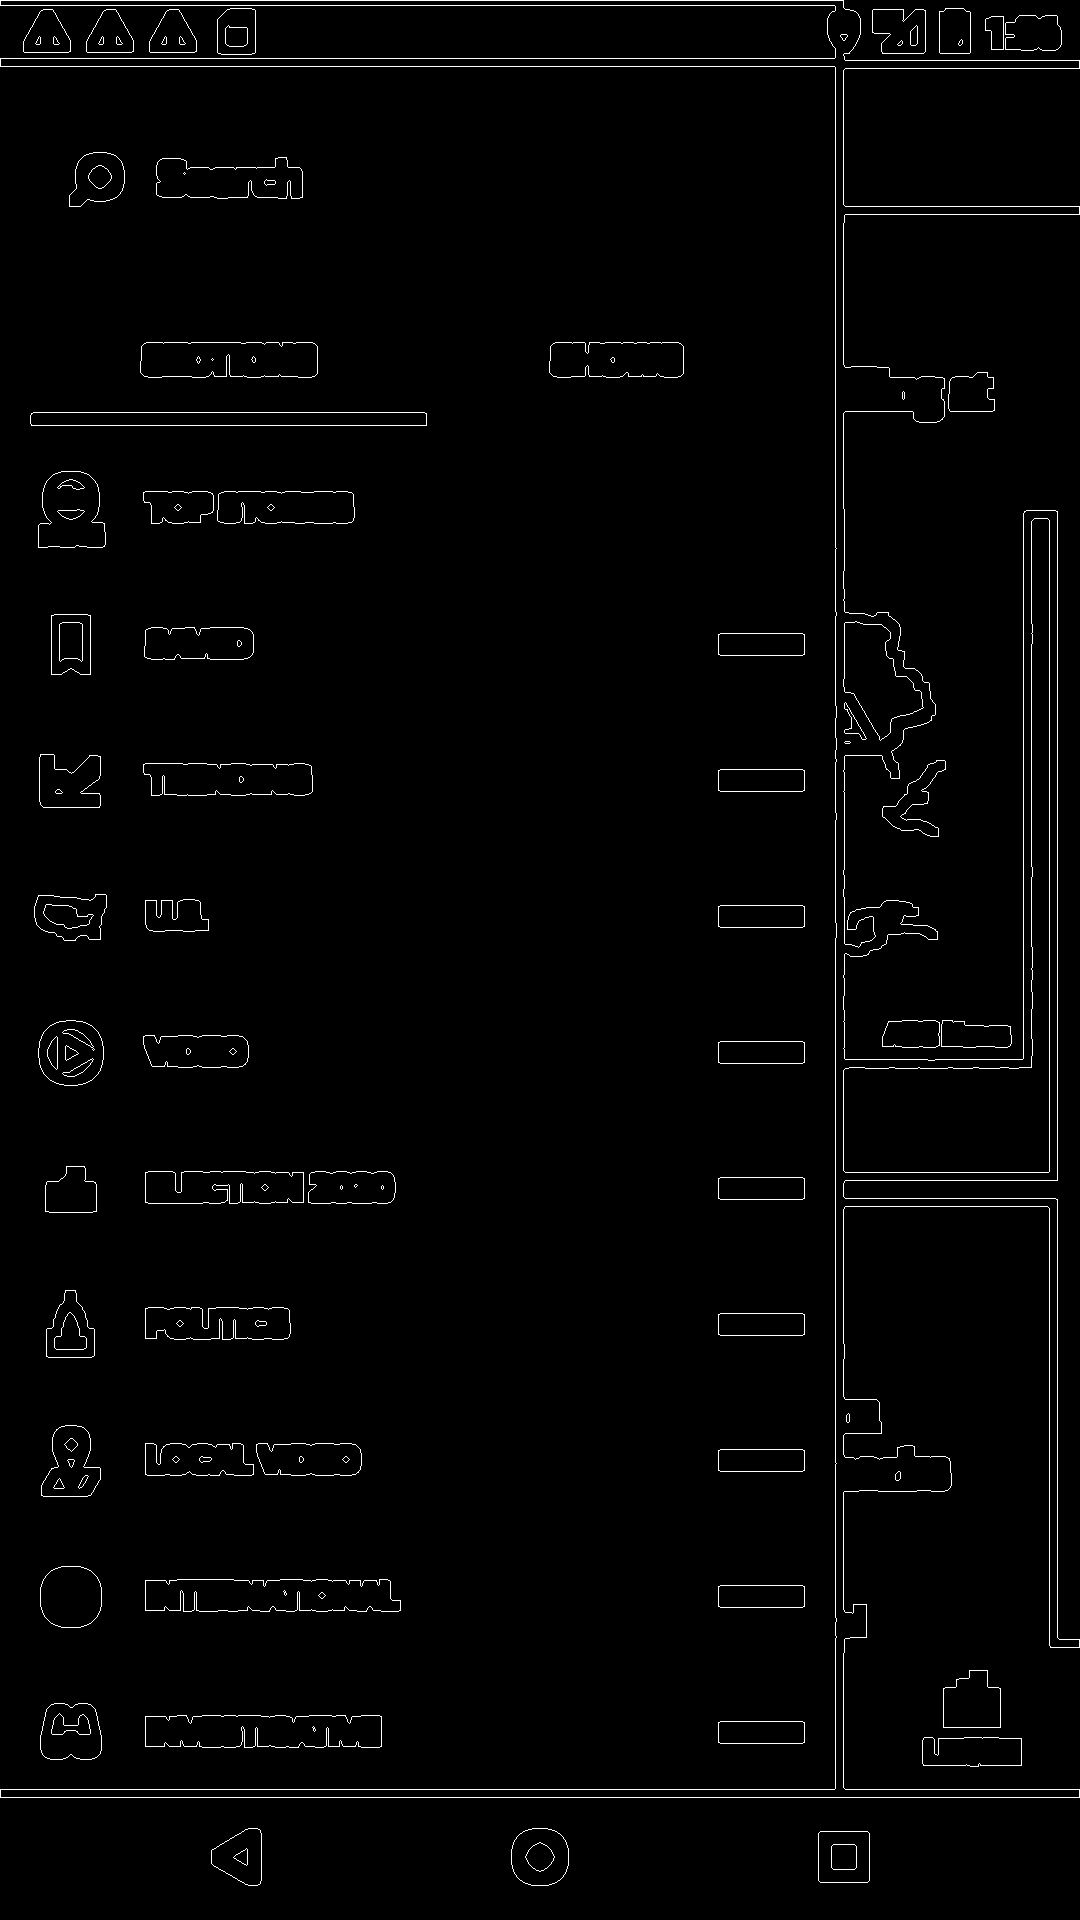 Search
SECTIONS SHOWS
TOP STORIES
SAVED
TRENDING
U.S.
VIDEO
ELECTION 2020
POLITICS
LOCAL VIDEO
INTERNATIONAL
INVESTIGATIVE